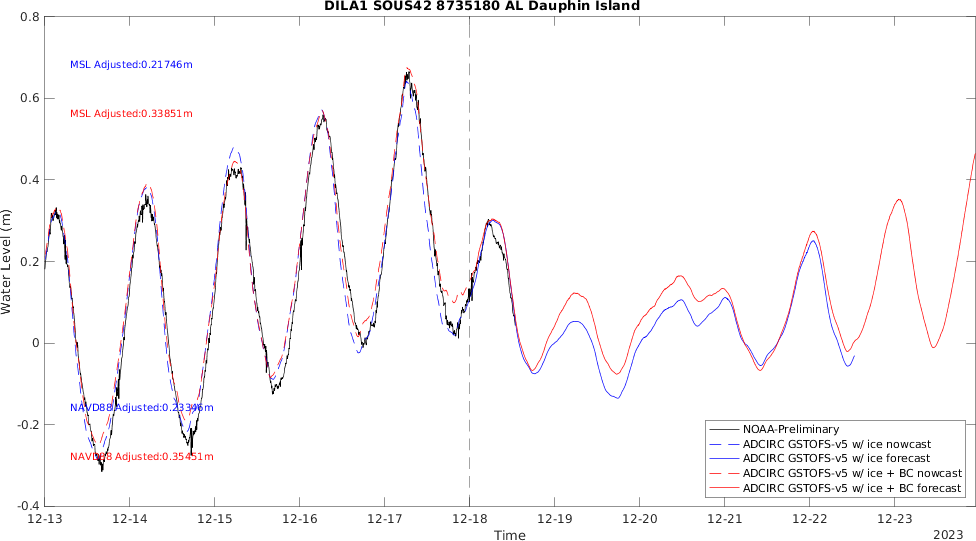 DILA1 SOUS42 8735180 AL Dauphin Island
0.8
MSL Adjusted:0.21746m
0.6
MSL Adjusted:0.33851m
0.4
0.2
Water Level (m)
0
-0.2
NAVD88 Adjusted:0.23346m
NAVD88 Adjusted:0.35451m
-0.4
NOAA-Preliminary
ADCIRC GSTOFS-v5 w/ ice nowcast
ADCIRC GSTOFS-v5 w/ ice forecast
ADCIRC GSTOFS-v5 w/ ice + BC nowcast
ADCIRC GSTOFS-v5 w/ ice + BC forecast
12-13 12-14 12-15 12-16 12-17 12-18 12-19 12-20 12-21 12-22 12-23
Time
2023